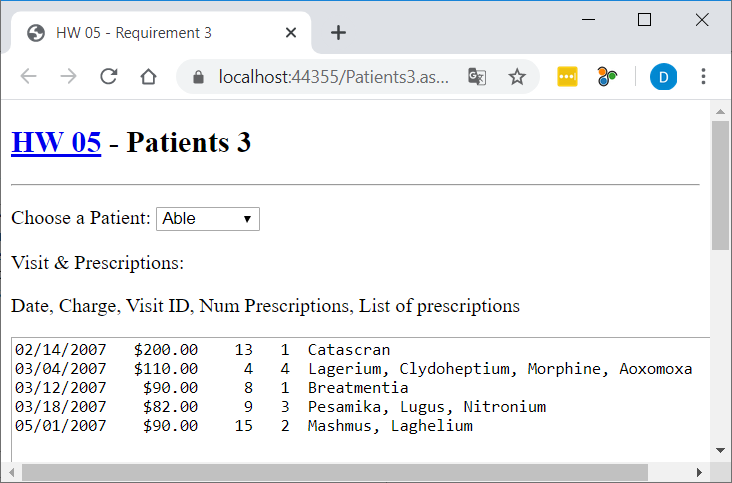 HW 05 - Requirement 3
localhost:44355/Patients3.as...
D
HW 05 - Patients 3
Choose a Patient: Able
Visit & Prescriptions:
Date, Charge, Visit ID, Num Prescriptions, List of prescriptions
02/14/2007 $200.00 13 1 Catascran
03/04/2007 $110.00 4 4 Lagerium, Clydoheptium, Morphine, Aoxomoxa
03/12/2007 $90.00 8 1 Breatmentia
03/18/2007 $82.00 9 3 Pesamika, Lugus, Nitronium
05/01/2007 $90.00 15 2 Mashmus, Laghelium